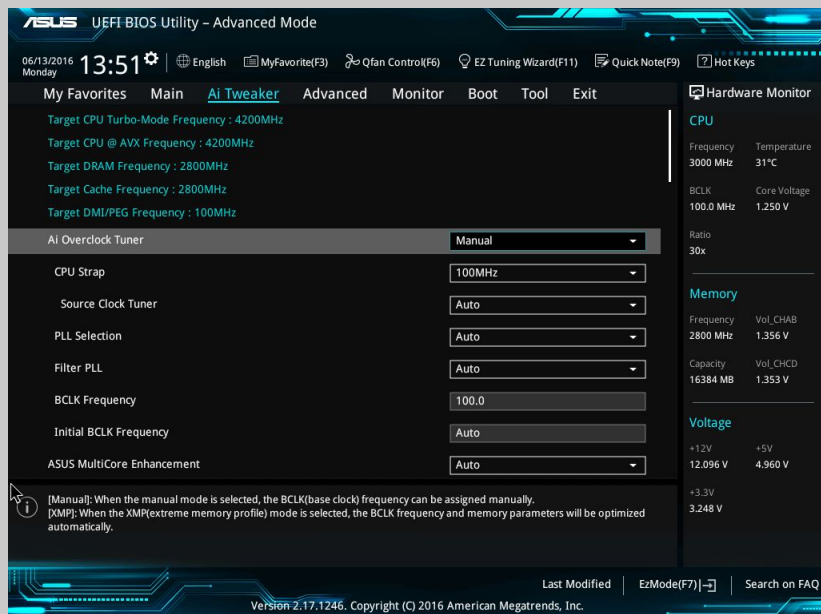 ASUS UEFI BIOS Utility – Advanced Mode
06/13/2016
Monday
13:51
English
MyFavorite(F3)
Qfan Control(F6)
EZ Tuning Wizard(F11)
Quick Note(F9)
? Hot Keys
My Favorites Main Ai Tweaker Advanced Monitor Boot Tool Exit
Target CPU Turbo-Mode Frequency : 4200MHz
Target CPU @ AVX Frequency : 4200MHz
Target DRAM Frequency : 2800MHz
Target Cache Frequency : 2800MHz
Target DMI/PEG Frequency : 100MHz
Ai Overclock Tuner Manual
CPU Strap 100MHz
Source Clock Tuner Auto
PLL Selection Auto
Filter PLL Auto
BCLK Frequency 100.0
Initial BCLK Frequency Auto
ASUS MultiCore Enhancement Auto
[Manual]: When the manual mode is selected, the BCLK(base clock) frequency can be assigned manually.
[XMP]: When the XMP(extreme memory profile) mode is selected, the BCLK frequency and memory parameters will be optimized
automatically.
Hardware Monitor
CPU
Frequency Temperature
3000 MHz 31°C
BCLK Core Voltage
100.0 MHz 1.250 V
Ratio
30x
Memory
Frequency Vol_CHAB
2800 MHz 1.356 V
Capacity Vol_CHCD
16384 MB 1.353 V
Voltage
+12V +5V
12.096 V 4.960 V
+3.3V
3.248 V
Last Modified EzMode(F7) Search on FAQ
Version 2.17.1246. Copyright (C) 2016 American Megatrends, Inc.